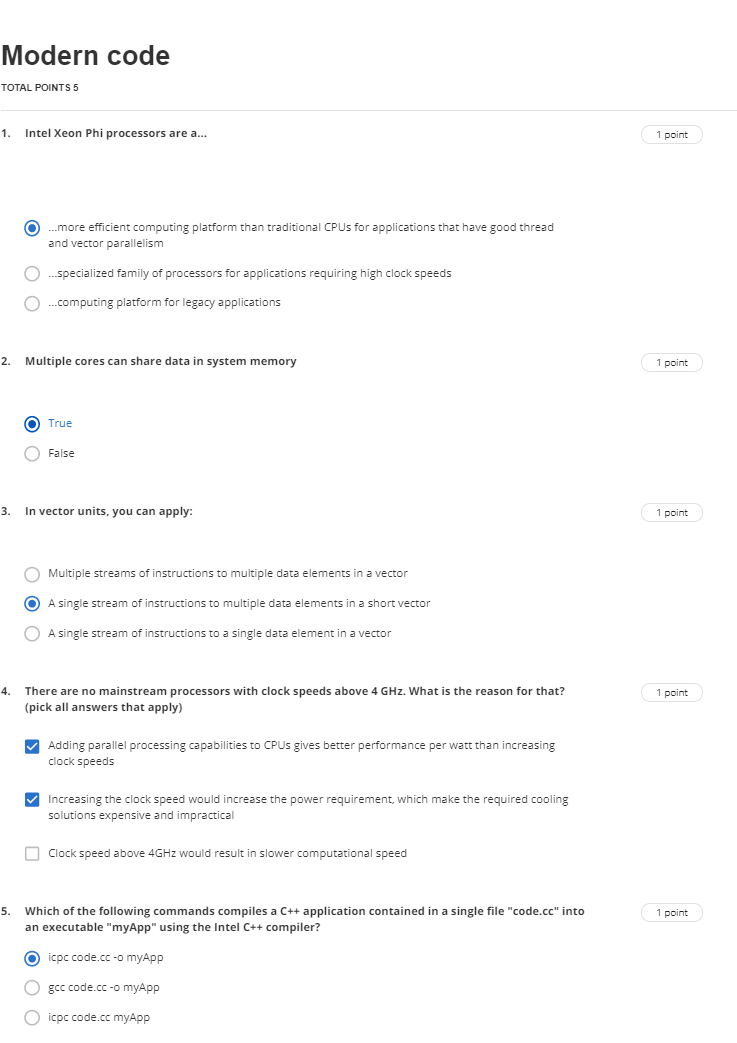 Modern code
TOTAL POINTS 5
1. Intel Xeon Phi processors are a...
1 point
...more efficient computing platform than traditional CPUs for applications that have good thread
and vector parallelism
...specialized family of processors for applications requiring high clock speeds
...computing platform for legacy applications
2. Multiple cores can share data in system memory
1 point
True
False
3. In vector units, you can apply:
1 point
Multiple streams of instructions to multiple data elements in a vector
A single stream of instructions to multiple data elements in a short vector
A single stream of instructions to a single data element in a vector
4. There are no mainstream processors with clock speeds above 4 GHz. What is the reason for that?
1 point
(pick all answers that apply)
Adding parallel processing capabilities to CPUs gives better performance per watt than increasing
clock speeds
Increasing the clock speed would increase the power requirement, which make the required cooling
solutions expensive and impractical
Clock speed above 4GHz would result in slower computational speed
5. Which of the following commands compiles a C++ application contained in a single file "code.cc" into
1 point
an executable "myApp" using the Intel C++ compiler?
icpc code.cc -o myApp
gcc code.cc -o myApp
icpc code.cc myApp